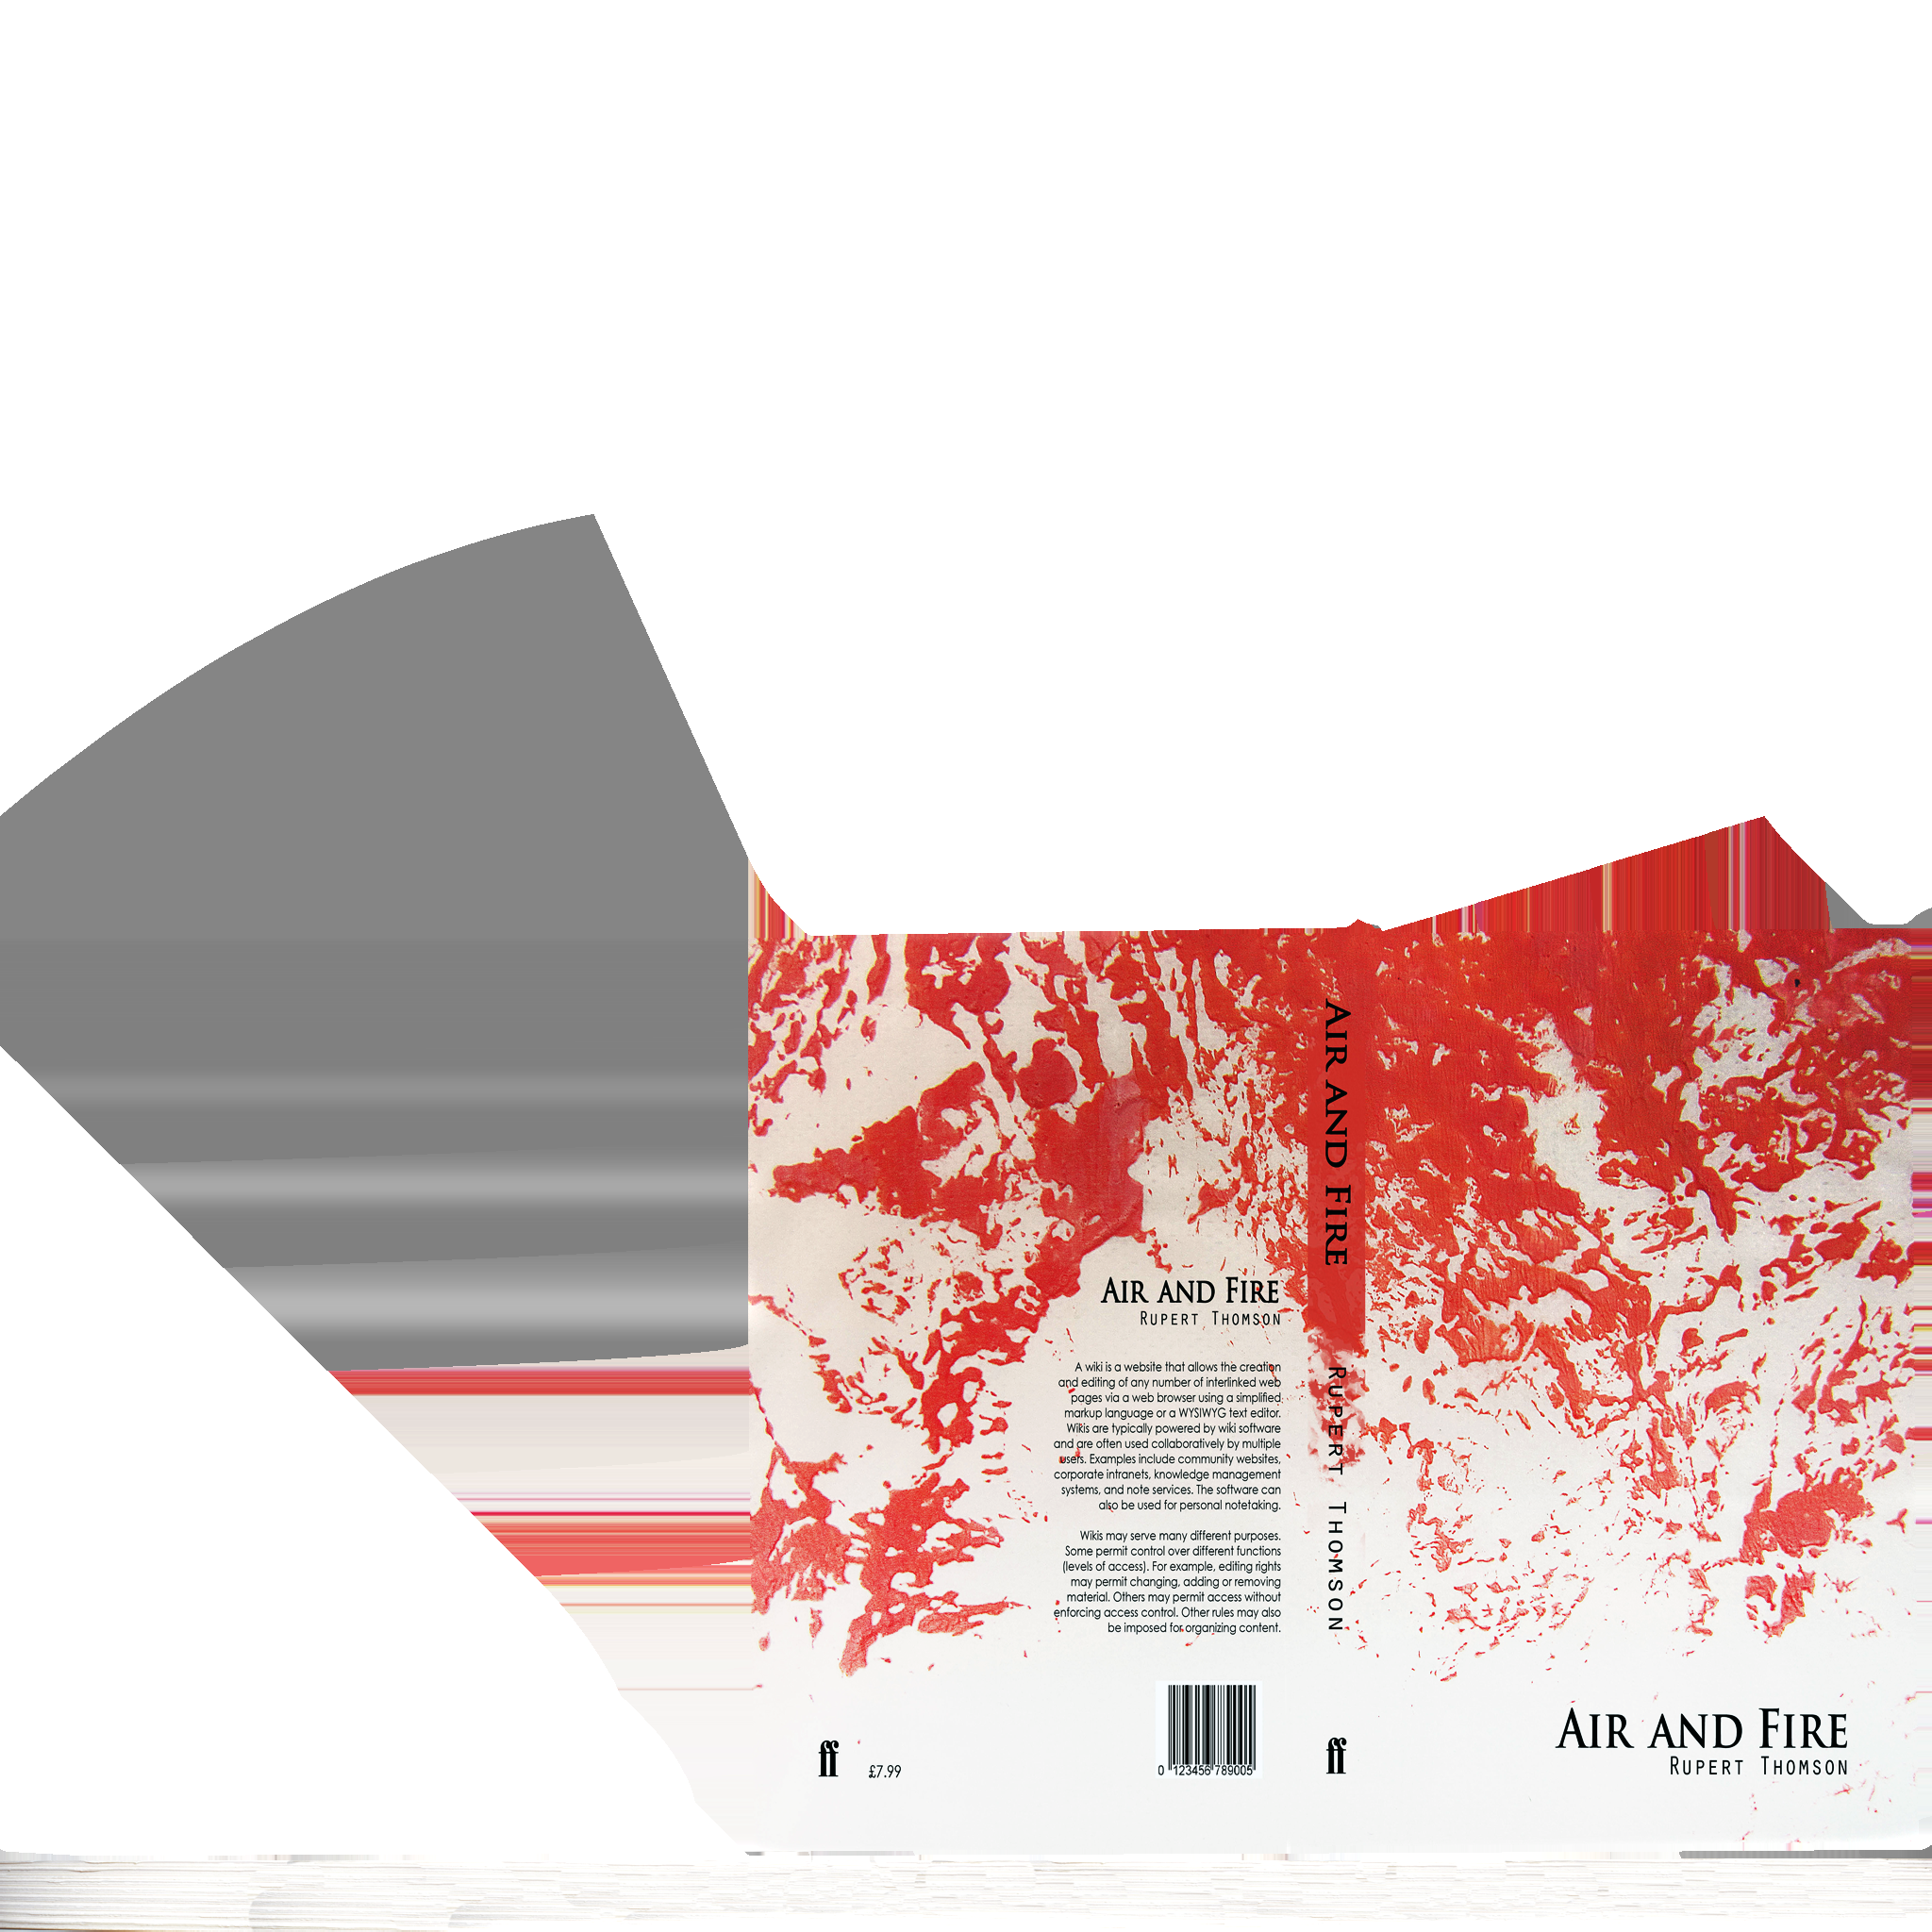 AIR AND FIRE
RUPERT THOMSON
A wiki is a website that allows the creation
and editing of any number of interlinked web
pages via a web browser using a simplified
markup language or a WYSIWYG text editor.
Wikis are typically powered by wiki software
and are often used collaboratively by multiple
users. Examples include community websites,
corporate intranets, knowledge management
systems, and note services. The software can
also be used for personal notetaking.
Wikis may serve many different purposes.
Some permit control over different functions
(levels of access). For example, editing rights
may permit changing, adding or removing
material. Others may permit access without
enforcing access control. Other rules may also
be imposed for organizing content.
ff
£7.99
0 123456 789005
AIR AND FIRE
RUPERT THOMSON
ff
AIR AND FIRE
RUPERT THOMSON